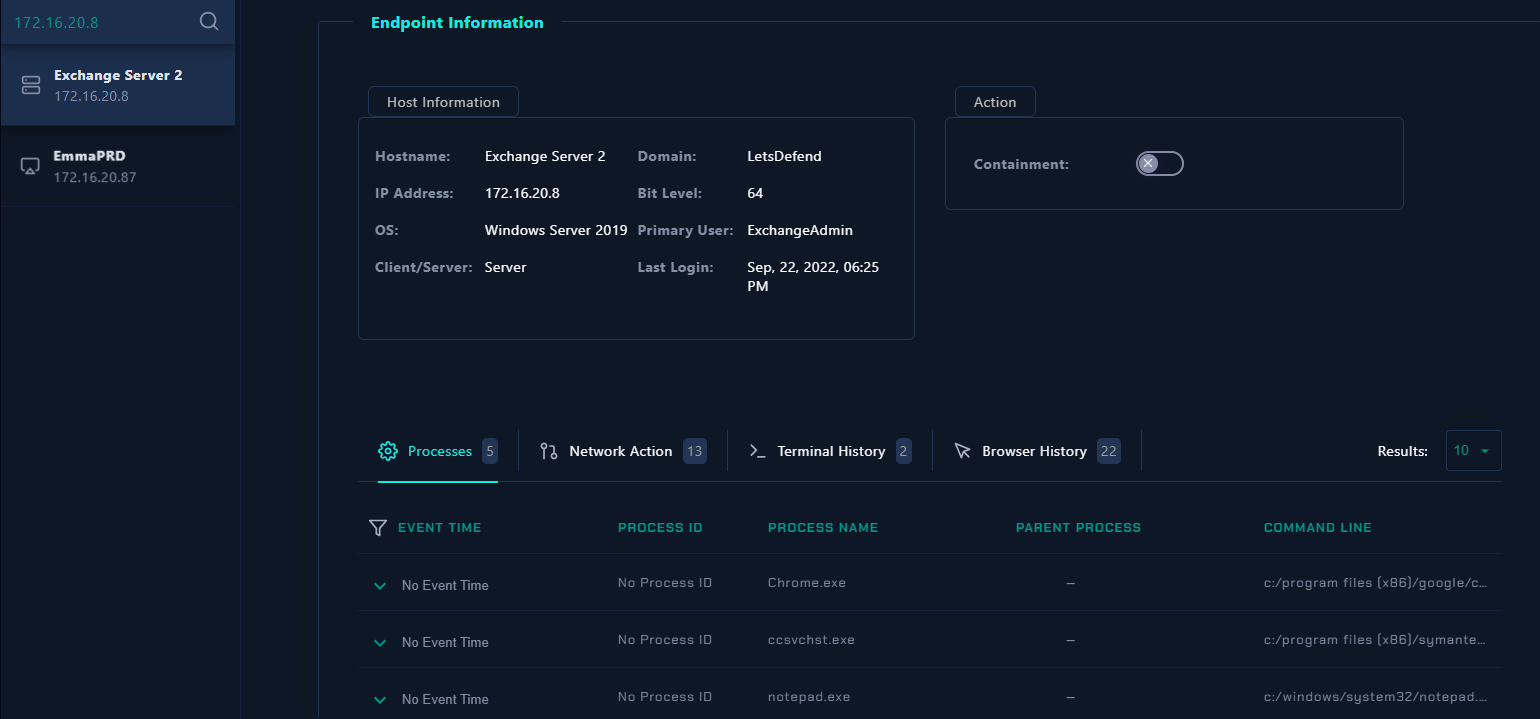 172.16.20.8
Exchange Server 2
172.16.20.8
EmmaPRD
172.16.20.87
Endpoint Information
Host Information
Hostname: Exchange Server 2 Domain: LetsDefend
IP Address: 172.16.20.8 Bit Level: 64
OS: Windows Server 2019 Primary User: ExchangeAdmin
Client/Server: Server Last Login: Sep, 22, 2022, 06:25
PM
Action
Containment:
Processes 5 Network Action 13 Terminal History 2 Browser History 22 Results: 10
EVENT TIME PROCESS ID PROCESS NAME PARENT PROCESS COMMAND LINE
No Event Time No Process ID Chrome.exe – c:/program files (x86)/google/c...
No Event Time No Process ID ccsvchst.exe – c:/program files (x86)/symante...
No Event Time No Process ID notepad.exe – c:/windows/system32/notepad....